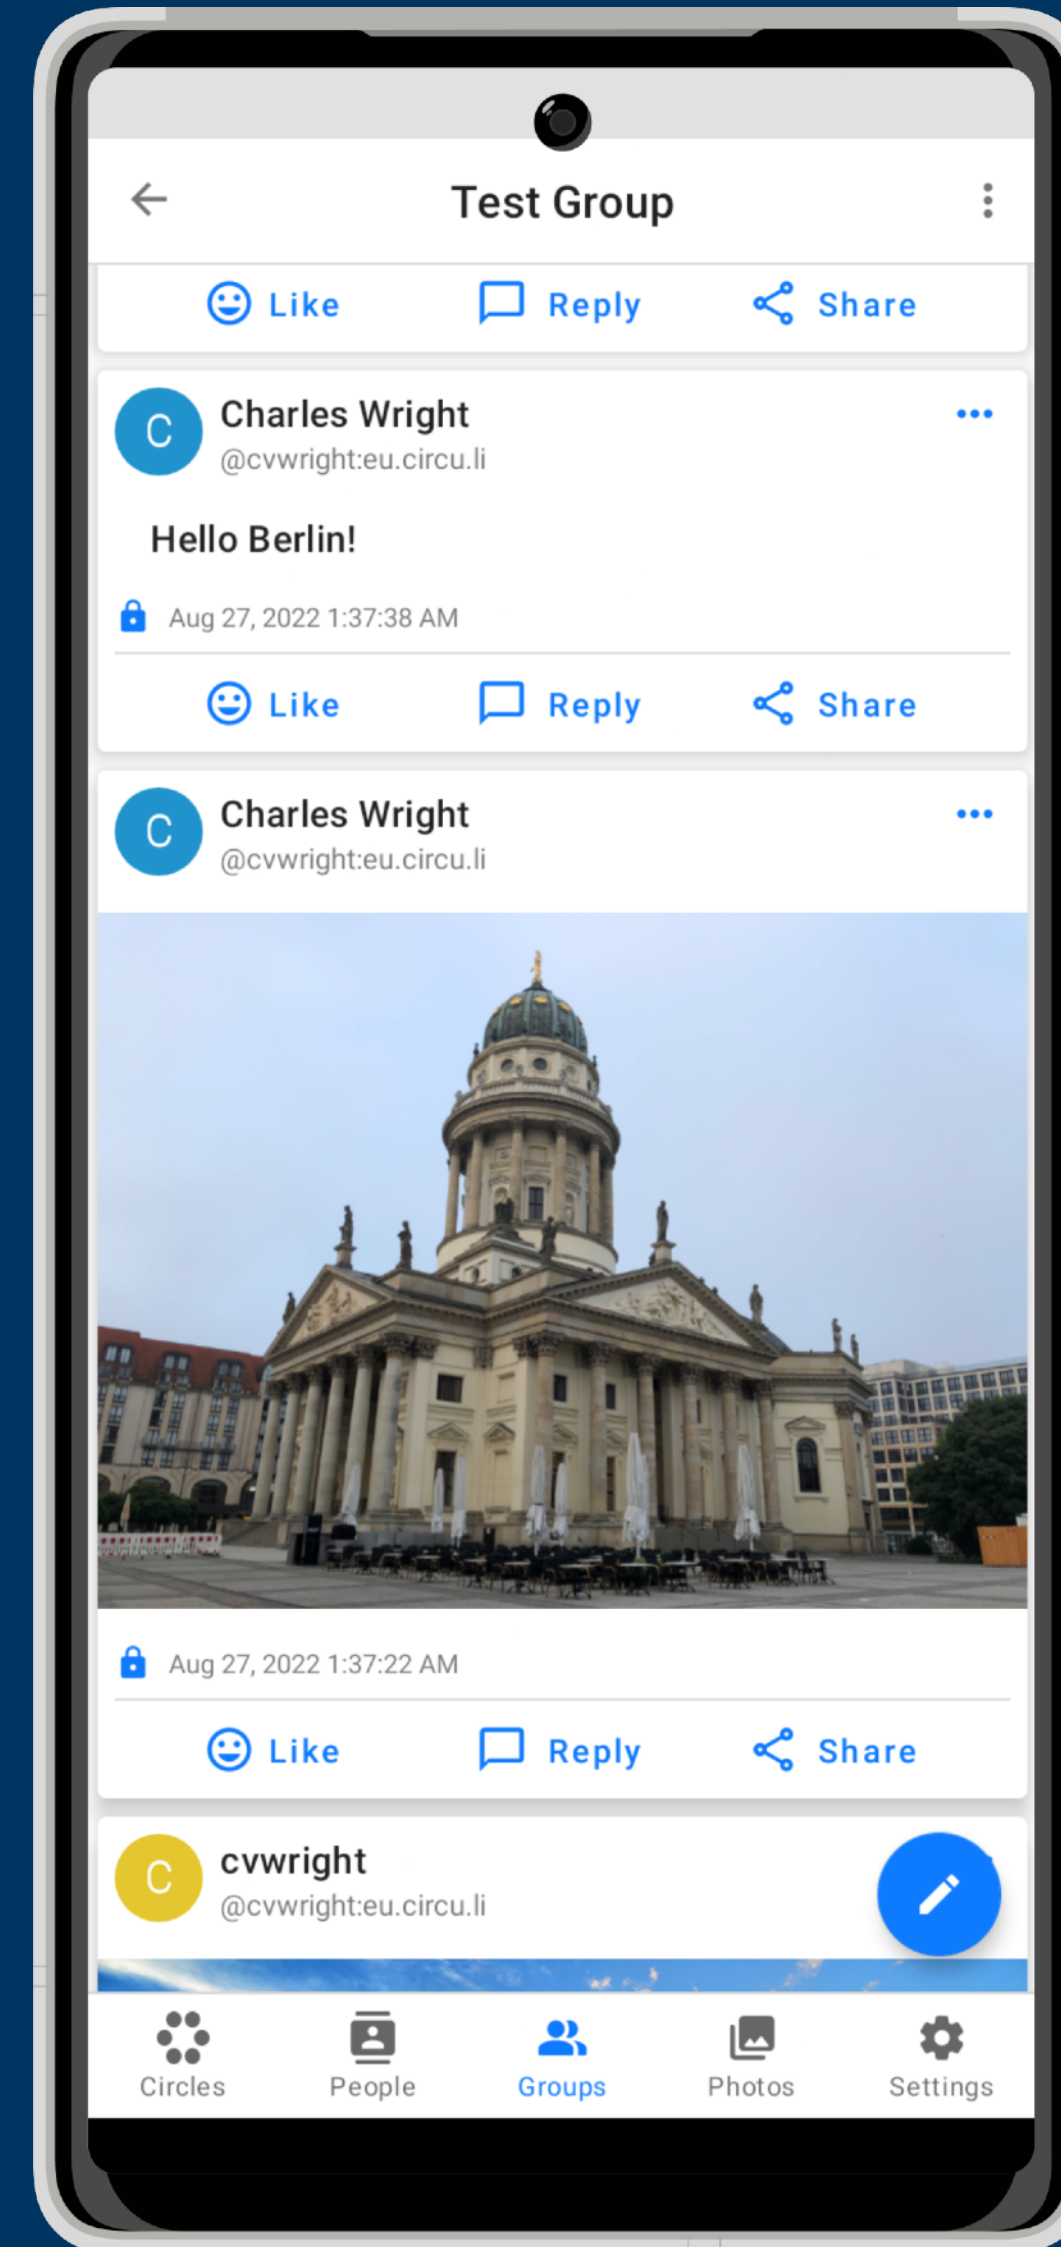 Test Group
Like Reply Share
C Charles Wright
@cvwright:eu.circu.li
Hello Berlin!
Aug 27, 2022 1:37:38 AM
Like Reply Share
C Charles Wright
@cvwright:eu.circu.li
Aug 27, 2022 1:37:22 AM
Like Reply Share
C cvwright
@cvwright:eu.circu.li
Circles People Groups Photos Settings